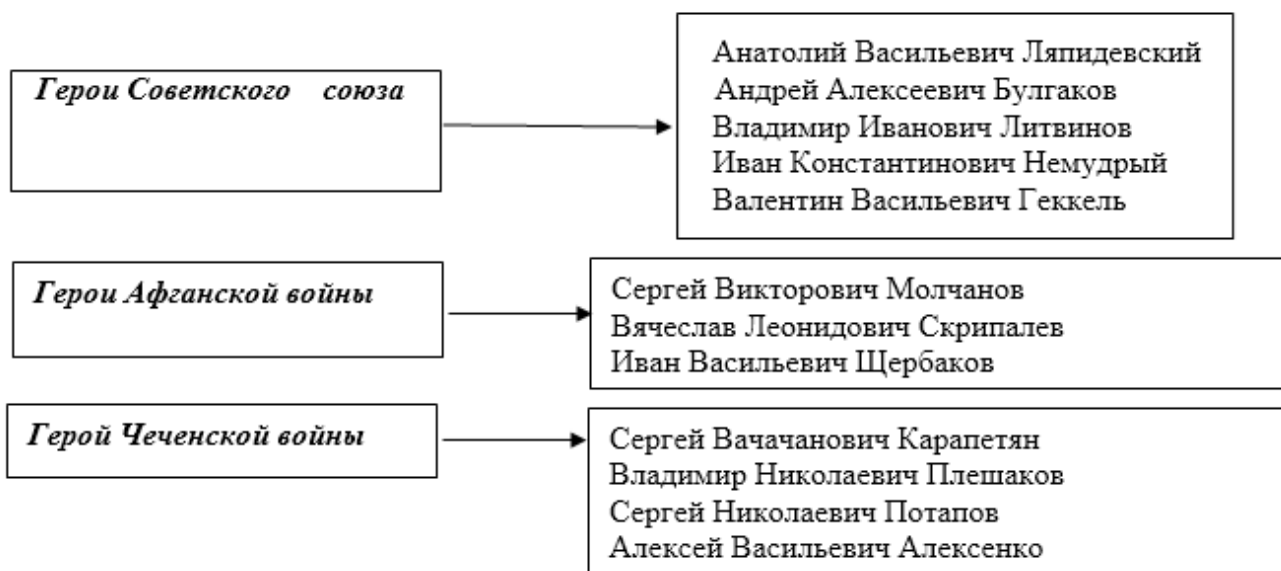 Герои Советского союза
Анатолий Васильевич Ляпидевский
Андрей Алексеевич Булгаков
Владимир Иванович Литвинов
Иван Константинович Немудрый
Валентин Васильевич Геккель
Герои Афганской войны
Сергей Викторович Молчанов
Вячеслав Леонидович Скрипалев
Иван Васильевич Щербаков
Герой Чеченской войны
Сергей Вачачанович Карапетян
Владимир Николаевич Плешаков
Сергей Николаевич Потапов
Алексей Васильевич Алексенко